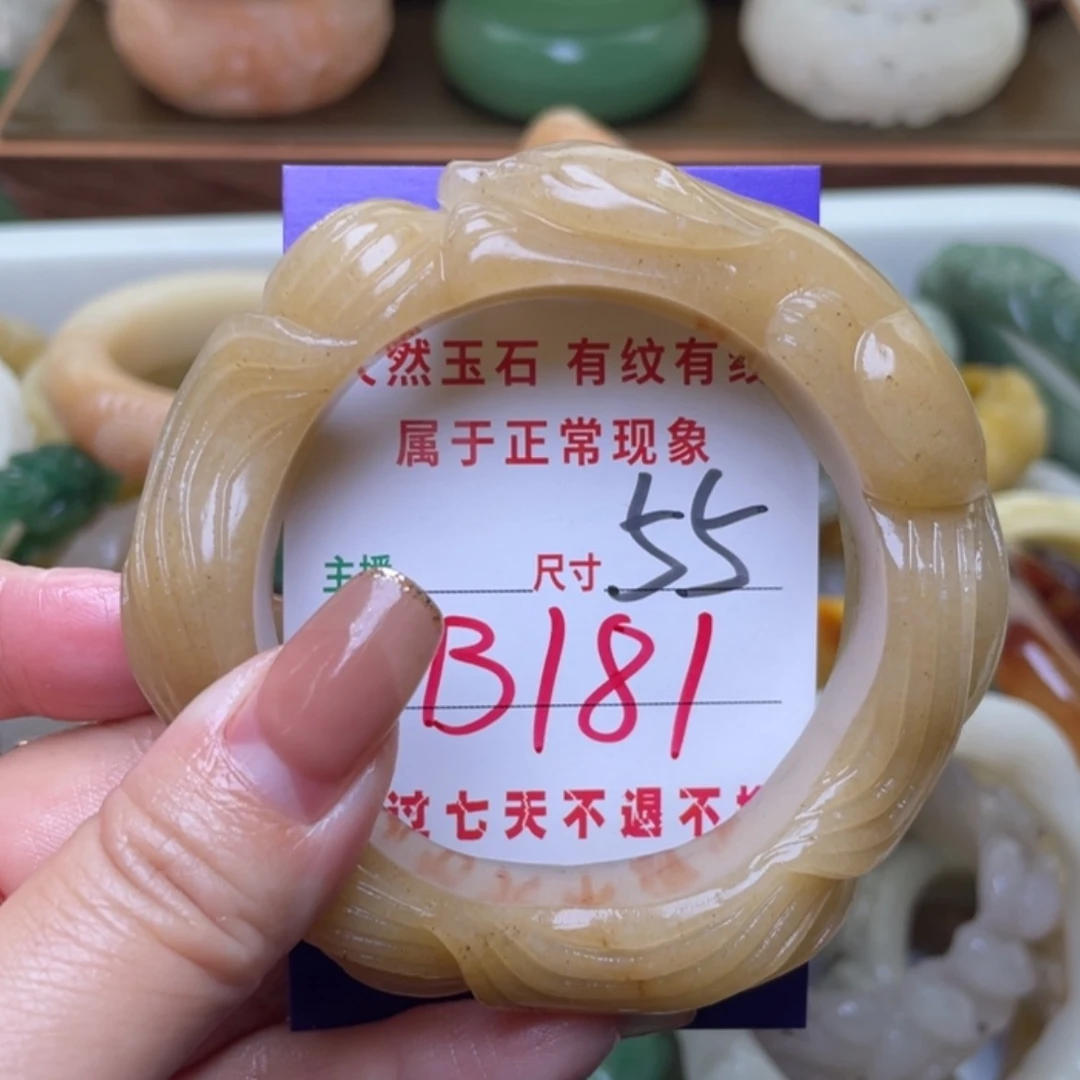 然玉石 有纹有
属于正常现象
主播 尺寸 55
B181
过七天不退不